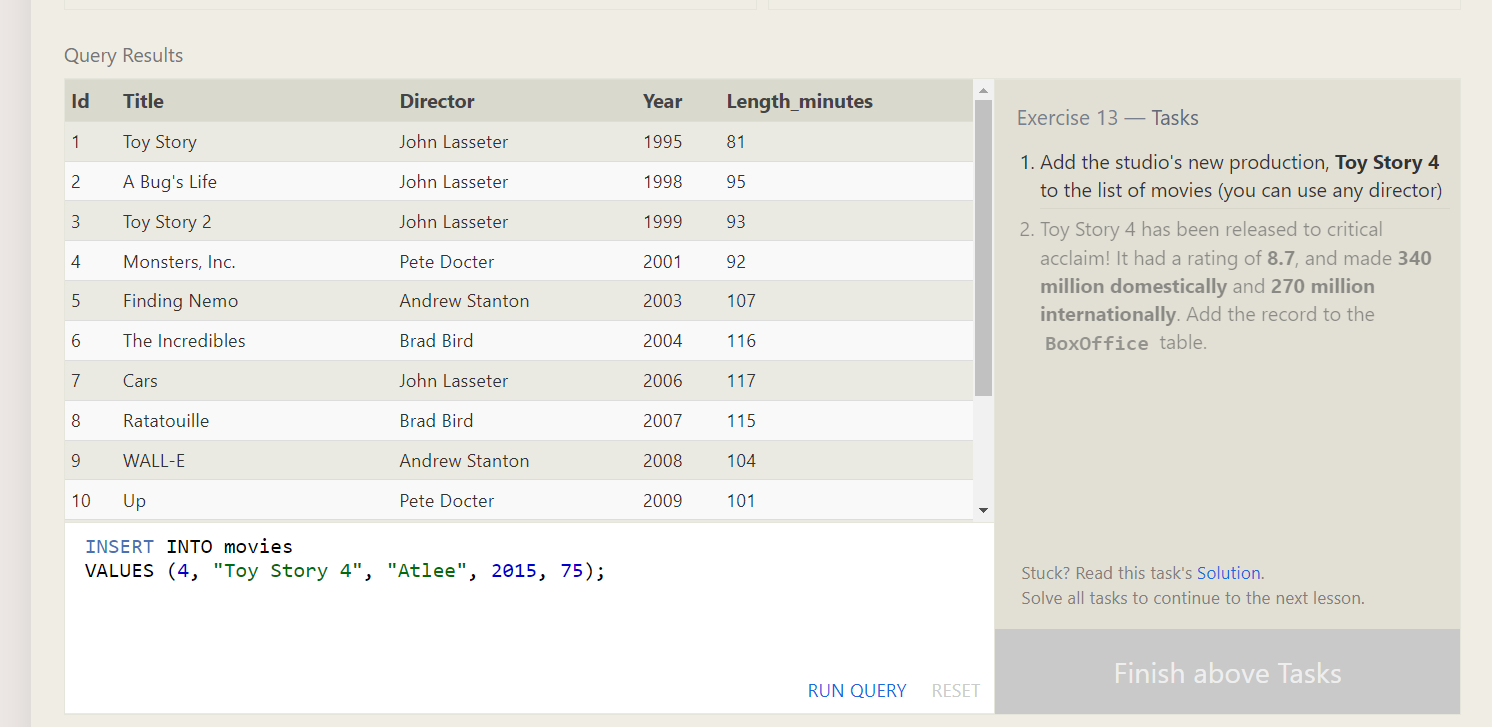 Query Results
Id Title Director Year Length_minutes
1 Toy Story John Lasseter 1995 81
2 A Bug's Life John Lasseter 1998 95
3 Toy Story 2 John Lasseter 1999 93
4 Monsters, Inc. Pete Docter 2001 92
5 Finding Nemo Andrew Stanton 2003 107
6 The Incredibles Brad Bird 2004 116
7 Cars John Lasseter 2006 117
8 Ratatouille Brad Bird 2007 115
9 WALL-E Andrew Stanton 2008 104
10 Up Pete Docter 2009 101
INSERT INTO movies
VALUES (4, "Toy Story 4", "Atlee", 2015, 75);
RUN QUERY RESET
Exercise 13 — Tasks
1. Add the studio's new production, Toy Story 4
to the list of movies (you can use any director)
2. Toy Story 4 has been released to critical
acclaim! It had a rating of 8.7, and made 340
million domestically and 270 million
internationally. Add the record to the
BoxOffice table.
Stuck? Read this task's Solution.
Solve all tasks to continue to the next lesson.
Finish above Tasks